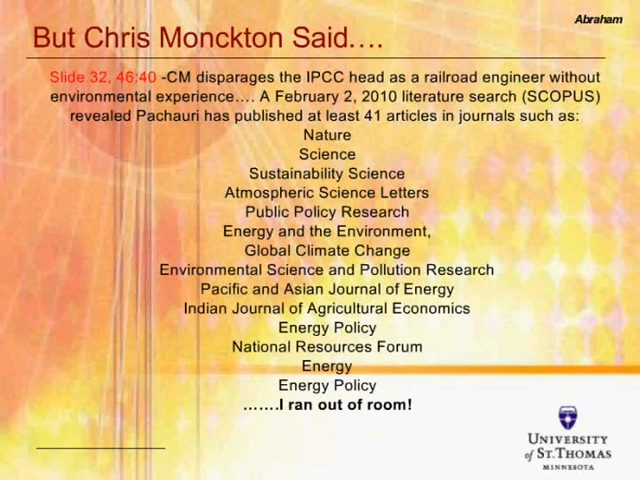 Abraham
But Chris Monckton Said….
Slide 32, 46:40 -CM disparages the IPCC head as a railroad engineer without
environmental experience…. A February 2, 2010 literature search (SCOPUS)
revealed Pachauri has published at least 41 articles in journals such as:
Nature
Science
Sustainability Science
Atmospheric Science Letters
Public Policy Research
Energy and the Environment,
Global Climate Change
Environmental Science and Pollution Research
Pacific and Asian Journal of Energy
Indian Journal of Agricultural Economics
Energy Policy
National Resources Forum
Energy
Energy Policy
…….I ran out of room!
UNIVERSITY
of ST. THOMAS
MINNESOTA